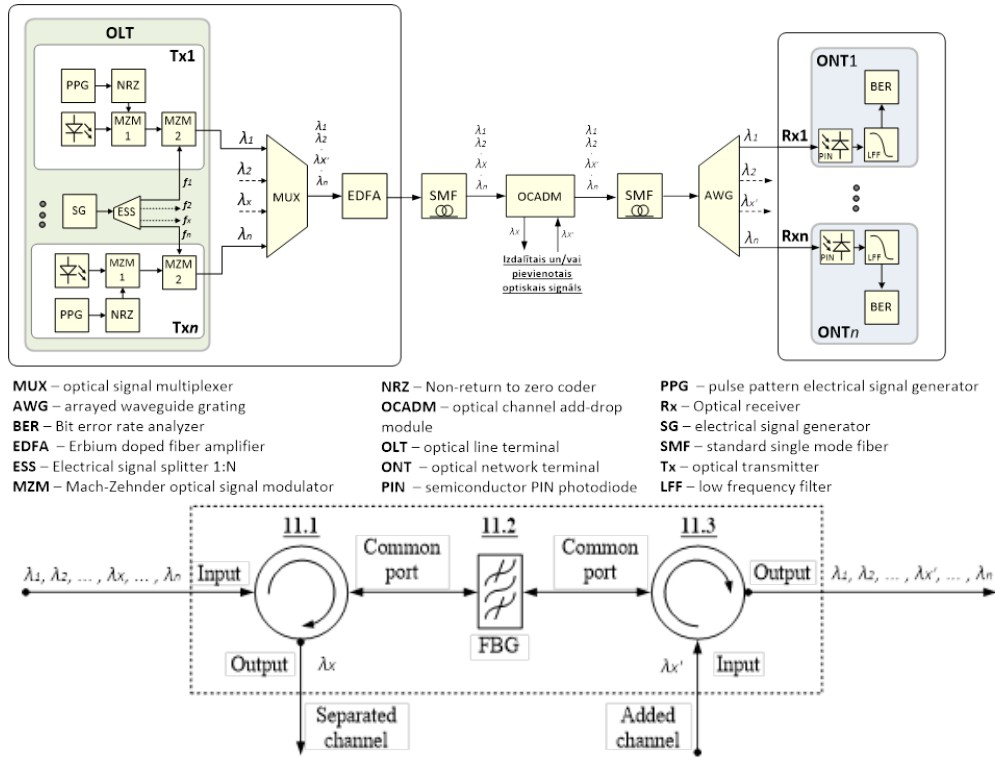 OLT
Tx1
PPG
NRZ
MZM
1
MZM
2
f1
SG
ESS
f2
fx
fn
MZM
1
MZM
2
PPG
NRZ
Txn
λ1
λ2
λx
λn
MUX
λ1
λ2
.
λx'
.
λn
EDFA
SMF
λ1
λ2
.
λx
.
λn
OCADM
λx
λx'
Izdalītais un/vai
pievienotais
optiskais signāls
λ1
λ2
.
λx'
.
λn
SMF
AWG
λ1
λ2
λx'
λn
Rx1
Rxn
ONT1
BER
PIN
LFF
PIN
LFF
BER
ONTn
MUX – optical signal multiplexer
AWG – arrayed waveguide grating
BER – Bit error rate analyzer
EDFA – Erbium doped fiber amplifier
ESS – Electrical signal splitter 1:N
MZM – Mach-Zehnder optical signal modulator
NRZ – Non-return to zero coder
OCADM – optical channel add-drop
module
OLT – optical line terminal
ONT – optical network terminal
PIN – semiconductor PIN photodiode
PPG – pulse pattern electrical signal generator
Rx – Optical receiver
SG – electrical signal generator
SMF – standard single mode fiber
Tx – optical transmitter
LFF – low frequency filter
11.1
11.2
11.3
λ1, λ2, ... , λx, ... , λn
Input
Common
port
FBG
Common
port
Output
λ1, λ2, ... , λx', ... , λn
Output
λx
λx'
Input
Separated
channel
Added
channel